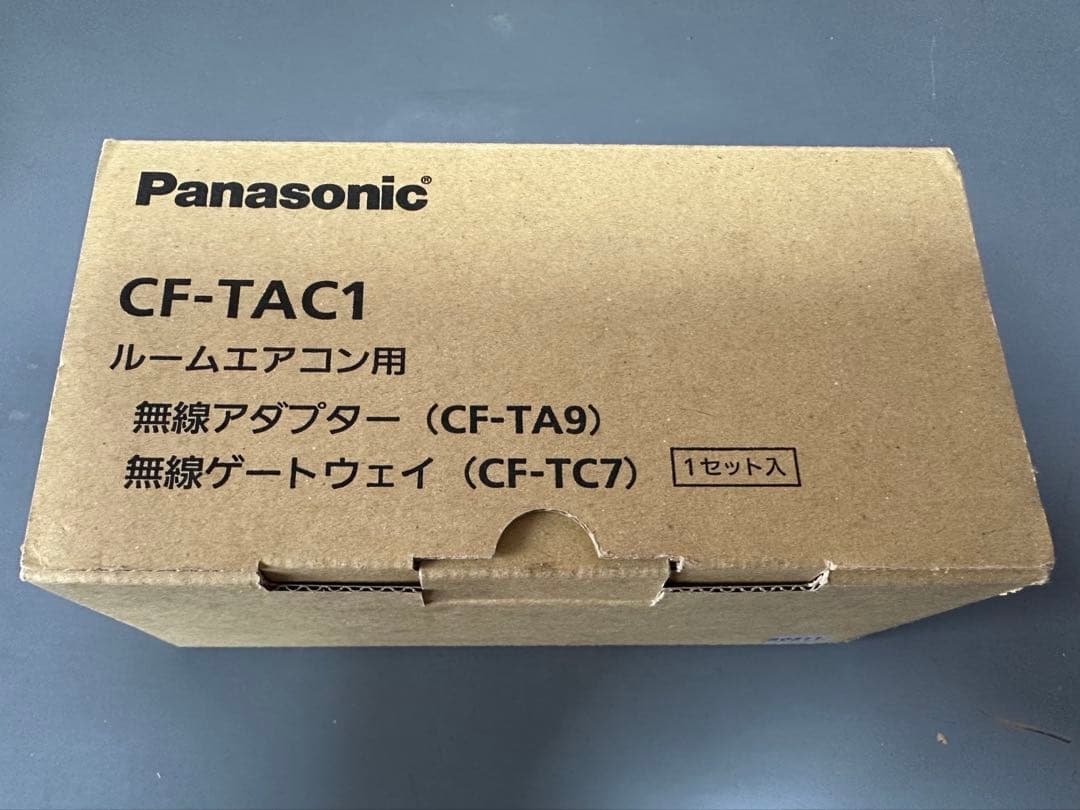 Panasonic®
CF-TAC1
ルームエアコン用
無線アダプター（CF-TA9）
無線ゲートウェイ（CF-TC7） 1セット入